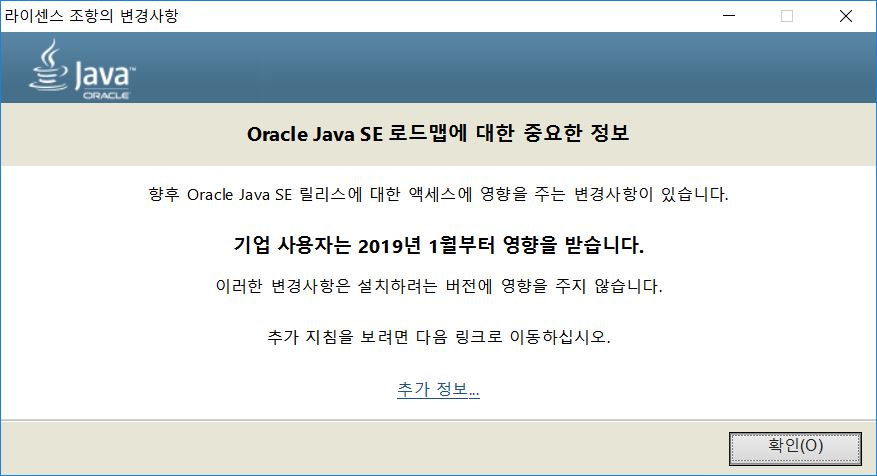 라이센스 조항의 변경사항
Java™
ORACLE
Oracle Java SE 로드맵에 대한 중요한 정보
향후 Oracle Java SE 릴리스에 대한 액세스에 영향을 주는 변경사항이 있습니다.
기업 사용자는 2019년 1월부터 영향을 받습니다.
이러한 변경사항은 설치하려는 버전에 영향을 주지 않습니다.
추가 지침을 보려면 다음 링크로 이동하십시오.
추가 정보...
확인(O)